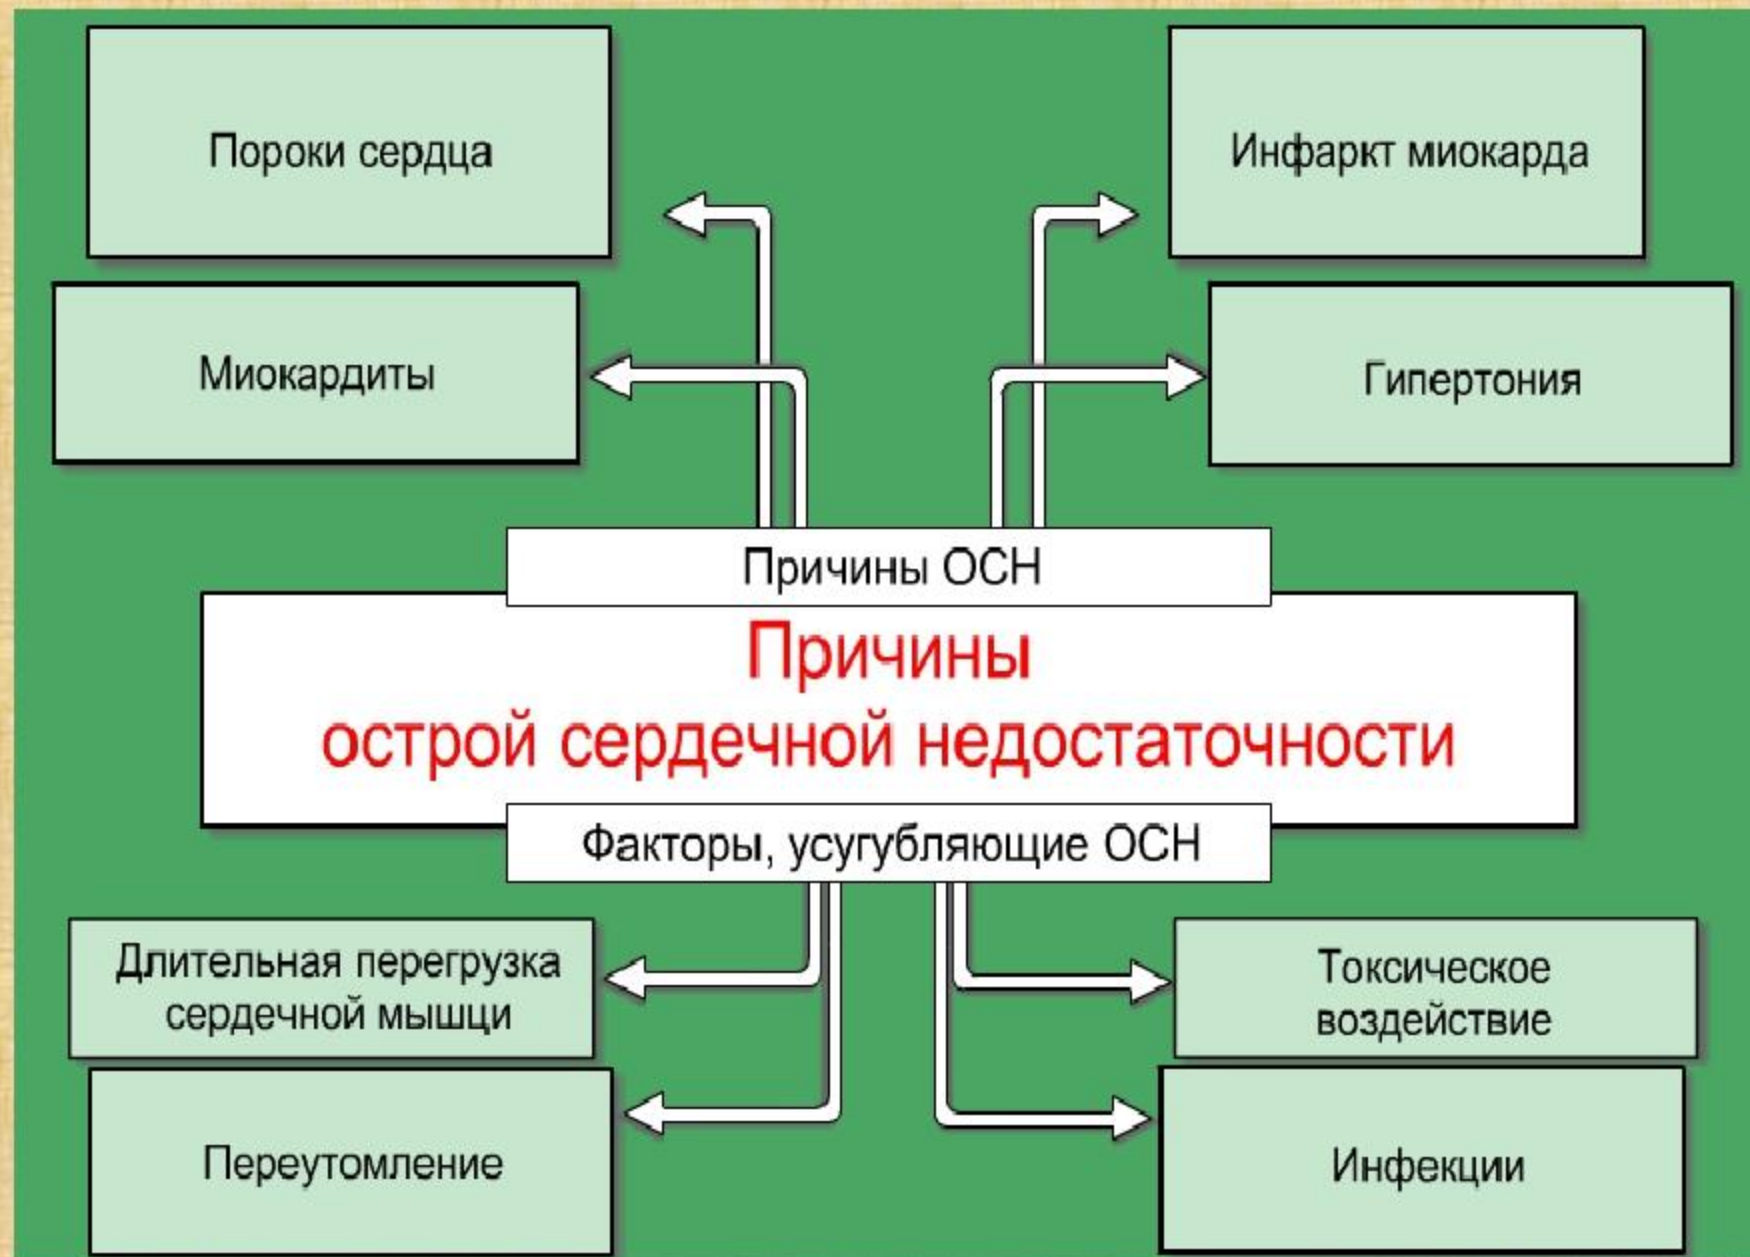 Пороки сердца
Инфаркт миокарда
Миокардиты
Гипертония
Причины ОСН
Причины
острой сердечной недостаточности
Факторы, усугубляющие ОСН
Длительная перегрузка
сердечной мышци
Токсическое
воздействие
Переутомление
Инфекции